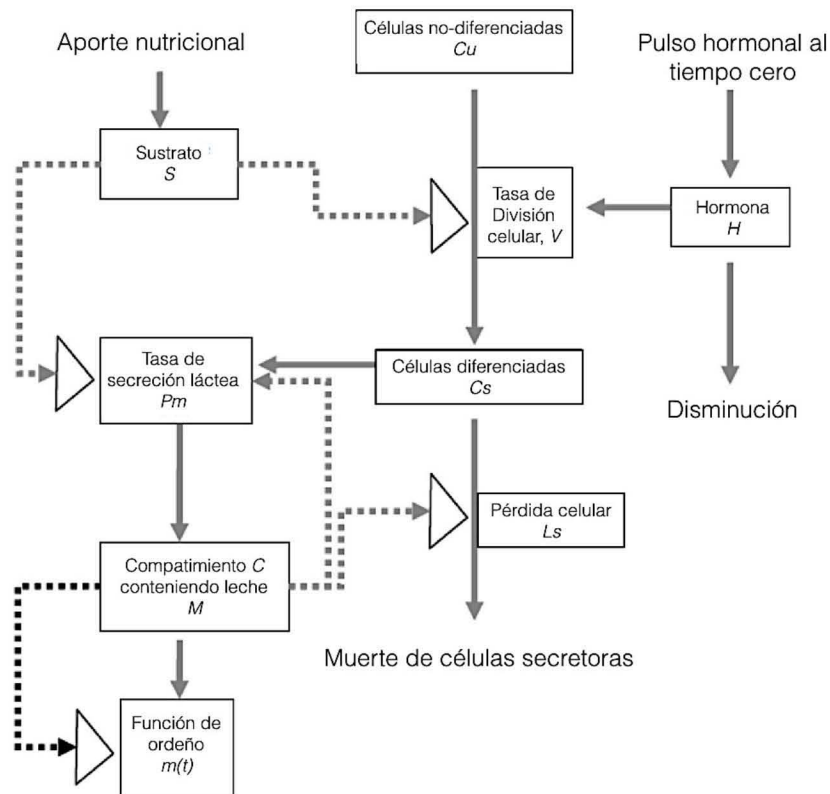 Aporte nutricional
Células no-diferenciadas
Cu
Pulso hormonal al
tiempo cero
Sustrato
S
Tasa de
División
celular, V
Hormona
H
Tasa de
secreción láctea
Pm
Células diferenciadas
Cs
Disminución
Pérdida celular
Ls
Compatimiento C
conteniendo leche
M
Muerte de células secretoras
Función de
ordeño
m(t)